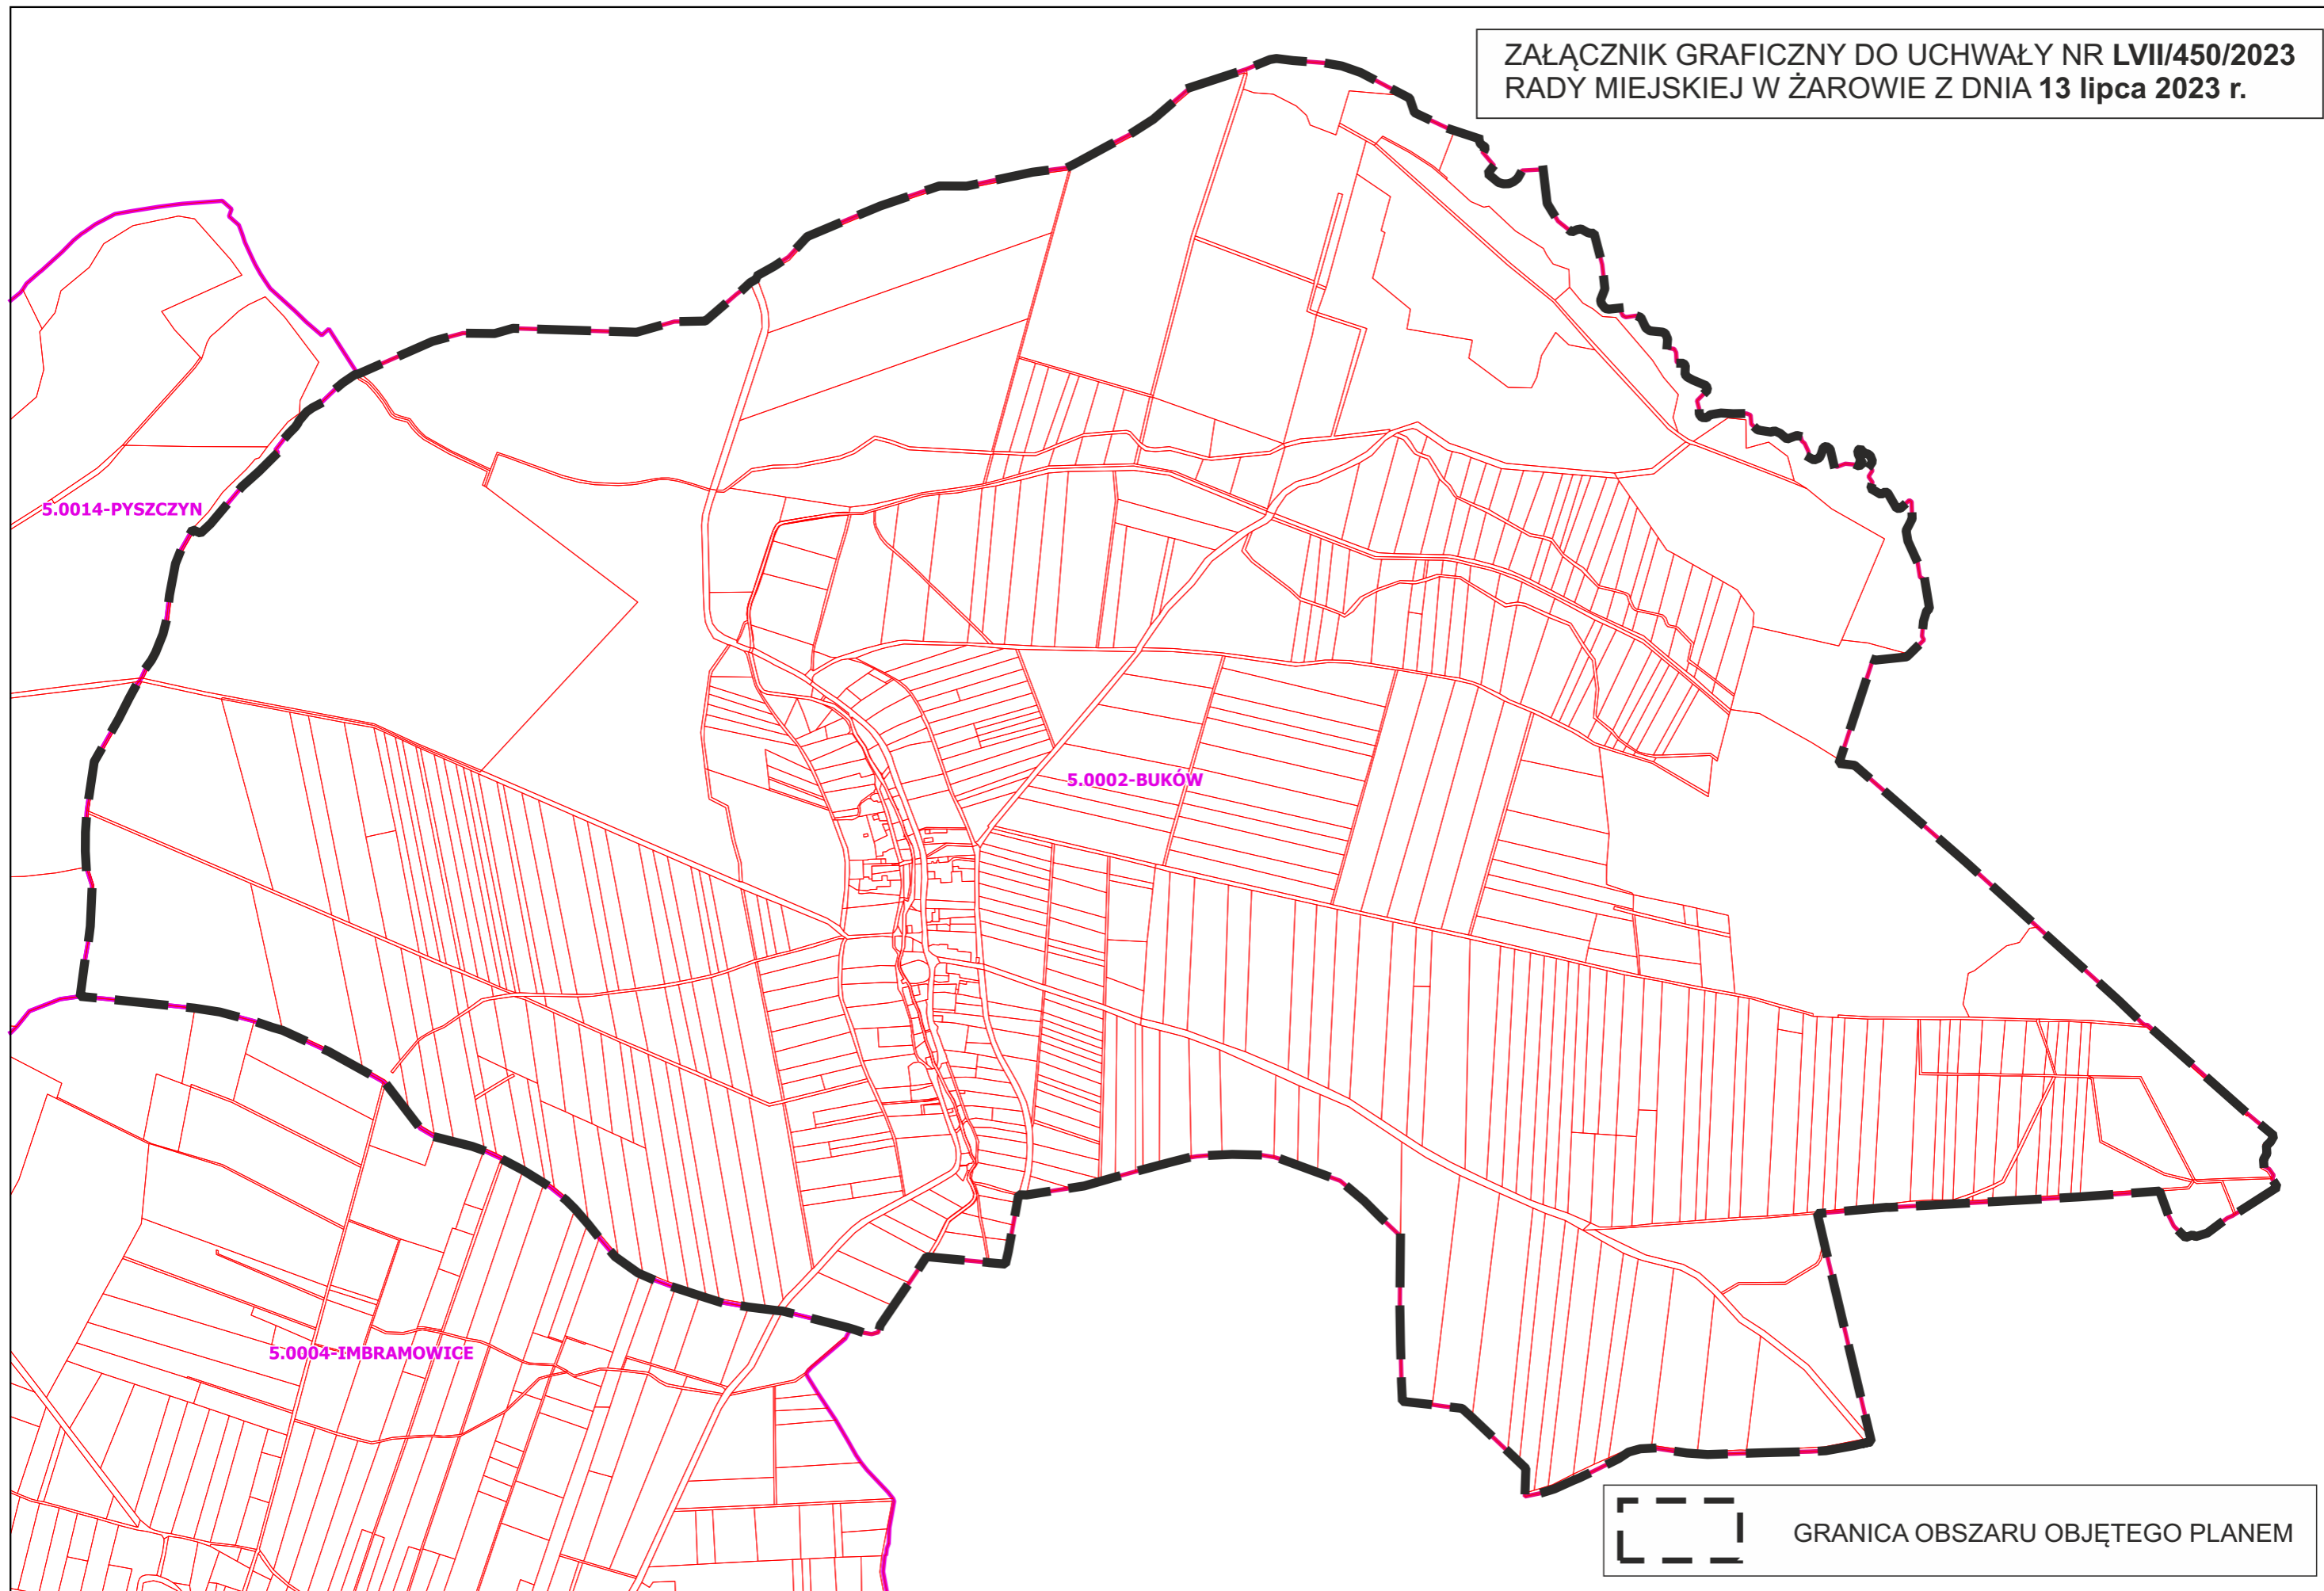 ZAŁĄCZNIK GRAFICZNY DO UCHWAŁY NR LVII/450/2023
RADY MIEJSKIEJ W ŻAROWIE Z DNIA 13 lipca 2023 r.
5.0014-PYSZCZYN
5.0002-BUKÓW
5.0004-IMBRAMOWICE
GRANICA OBSZARU OBJĘTEGO PLANEM